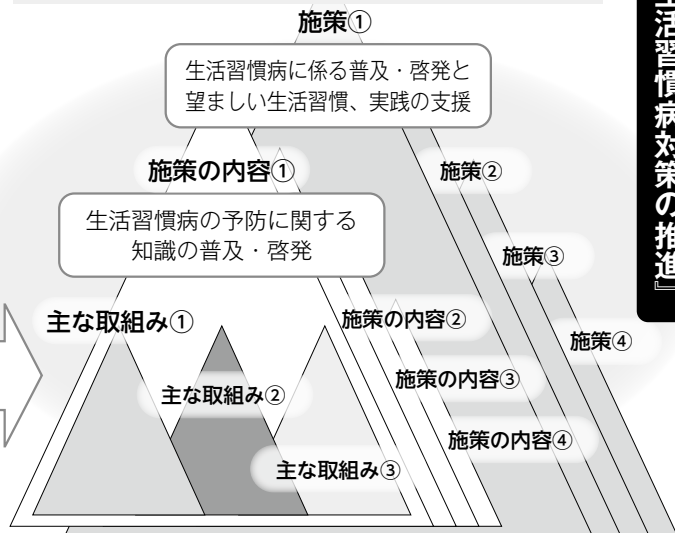 施策①
生活習慣病に係る普及・啓発と
望ましい生活習慣、実践の支援
施策の内容①
生活習慣病の予防に関する
知識の普及・啓発
主な取組み①
主な取組み②
主な取組み③
施策②
施策③
施策④
施策の内容②
施策の内容③
施策の内容④
生活習慣病対策の推進』